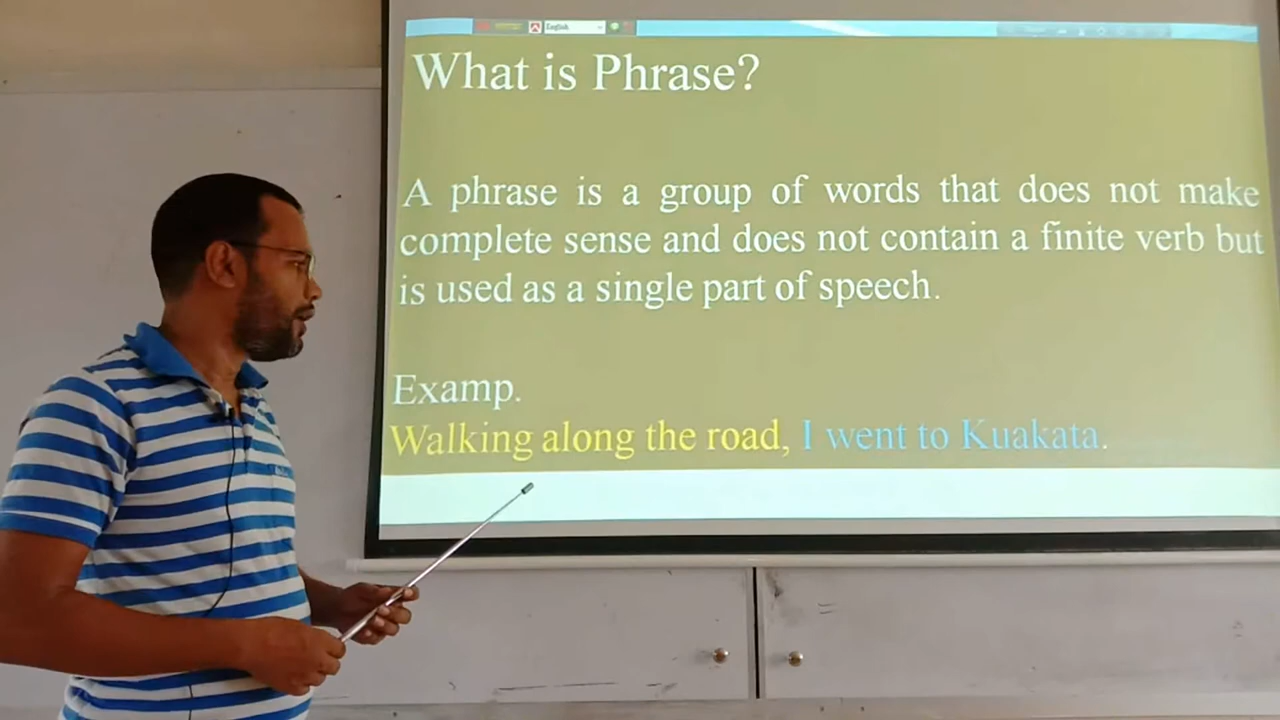 English
What is Phrase?
A phrase is a group of words that does not make
complete sense and does not contain a finite verb but
is used as a single part of speech.
Examp.
Walking along the road, I went to Kuakata.